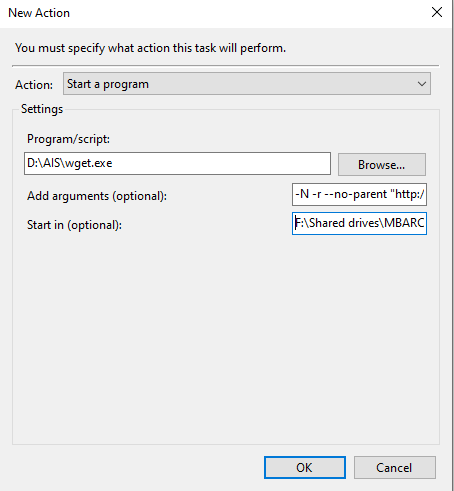 New Action
You must specify what action this task will perform.
Action: Start a program
Settings
Program/script:
D:\AIS\wget.exe Browse...
Add arguments (optional): -N -r --no-parent "http:/
Start in (optional): F:\Shared drives\MBARC
OK Cancel